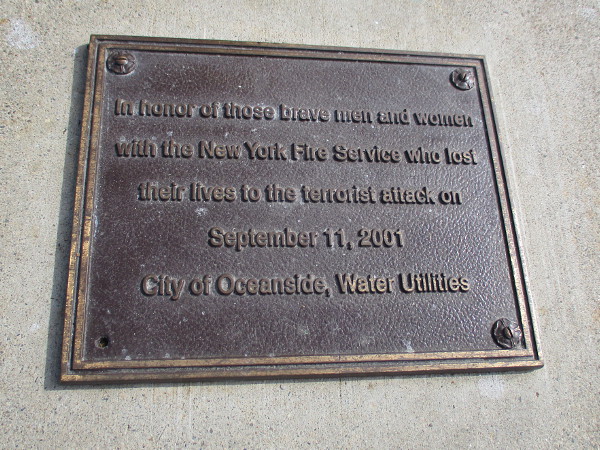 In honor of those brave men and women
with the New York Fire Service who lost
their lives to the terrorist attack on
September 11, 2001
City of Oceanside, Water Utilities